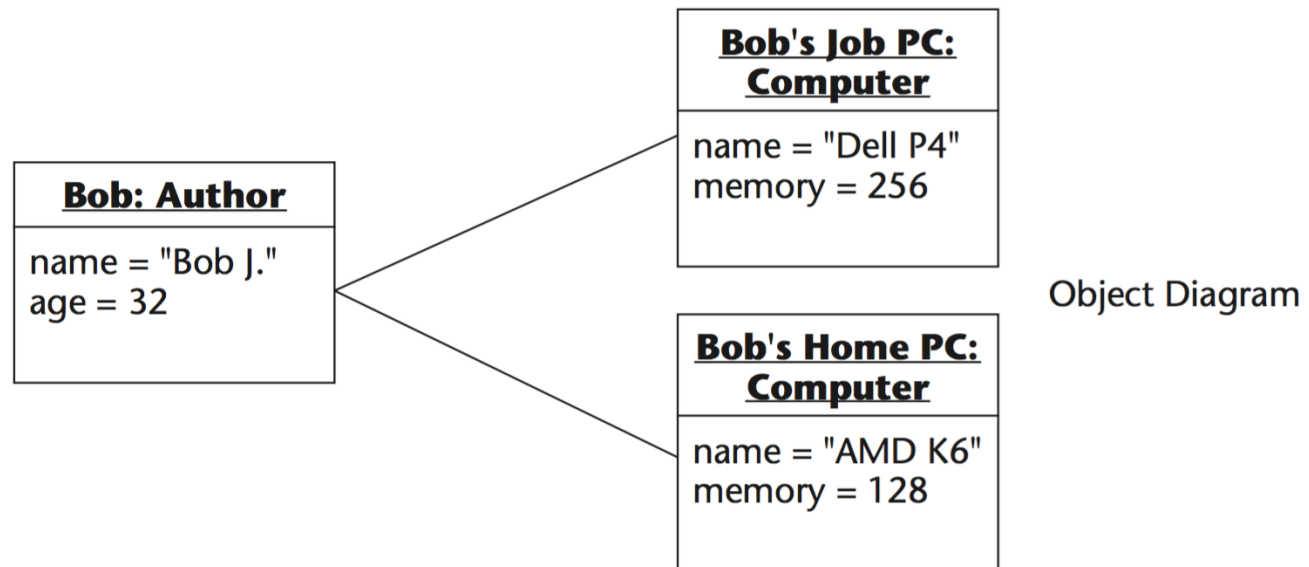 Bob: Author
name = "Bob J."
age = 32
Bob's Job PC:
Computer
name = "Dell P4"
memory = 256
Bob's Home PC:
Computer
name = "AMD K6"
memory = 128
Object Diagram